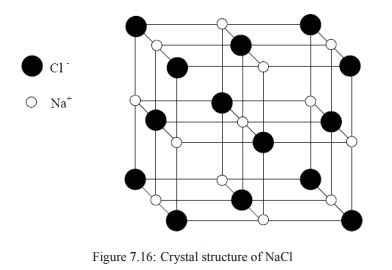 Cl -
Na +
Figure 7.16: Crystal structure of NaCl